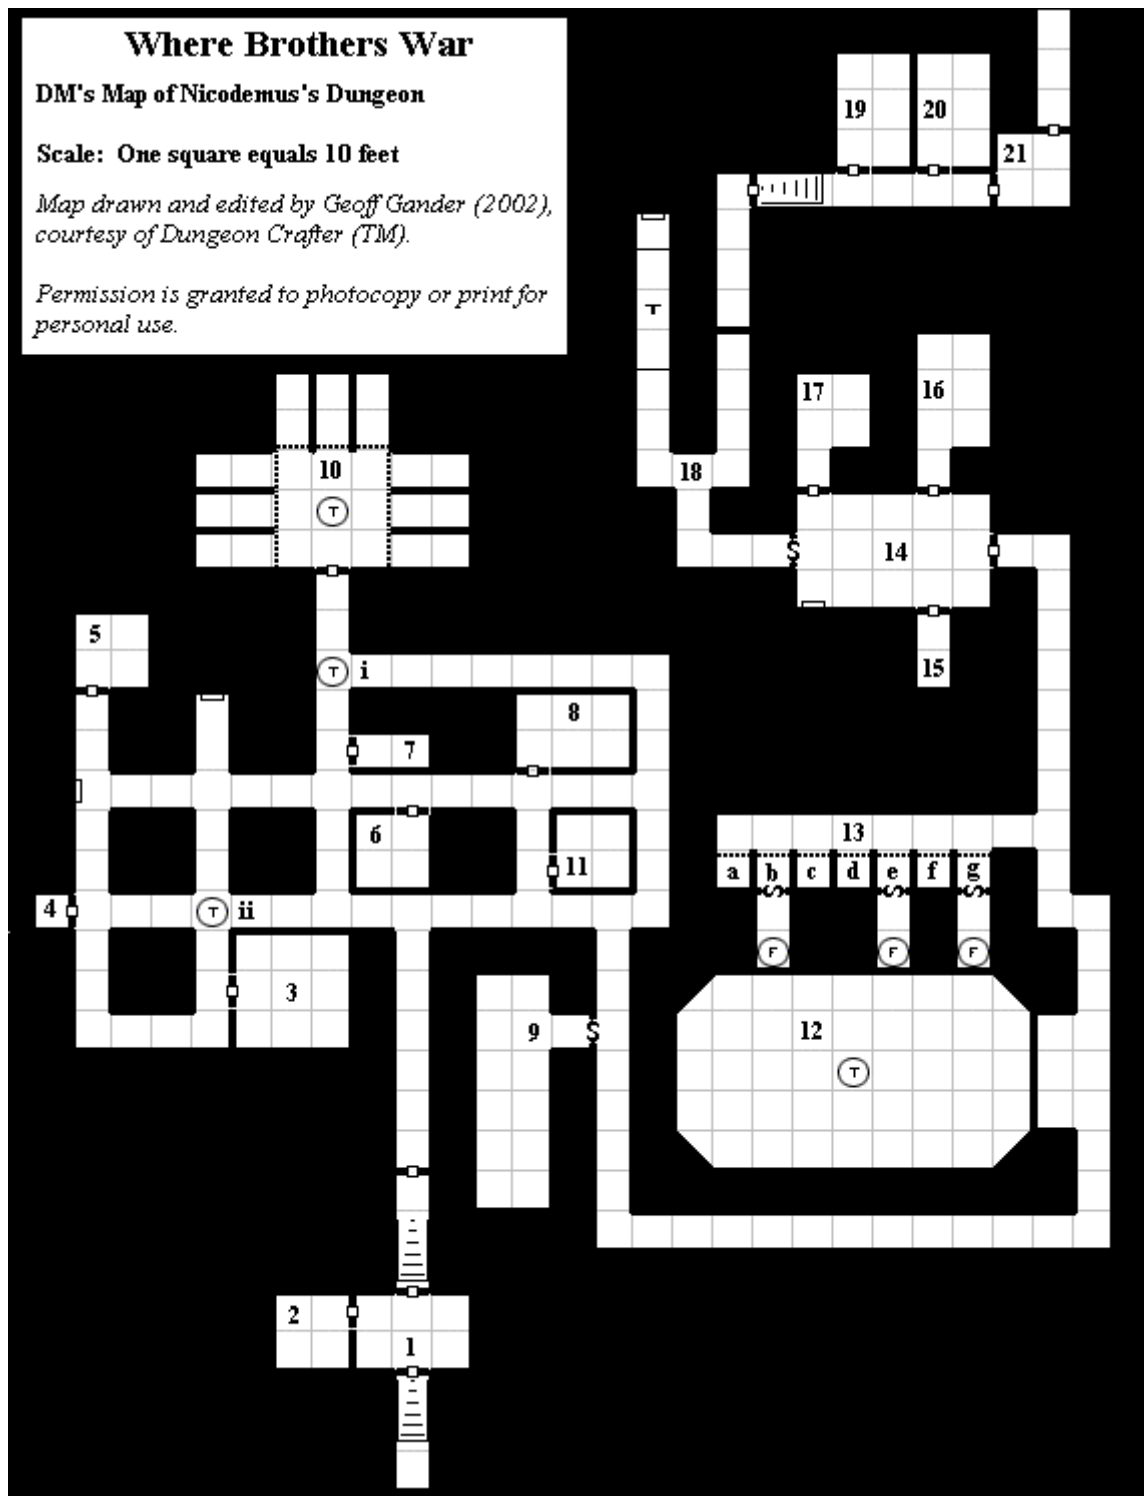 Where Brothers War
DM's Map of Nicodemus's Dungeon
Scale: One square equals 10 feet
Map drawn and edited by Geoff Gander (2002),
courtesy of Dungeon Crafter (TM).
Permission is granted to photocopy or print for
personal use.
19 20
21
T
17 16
10
18
T
S 14
5
T i 15
8
7
13
6
11 a b c d e f g
S S S
4 T ii
F F F
3
9 S 12
T
2
1